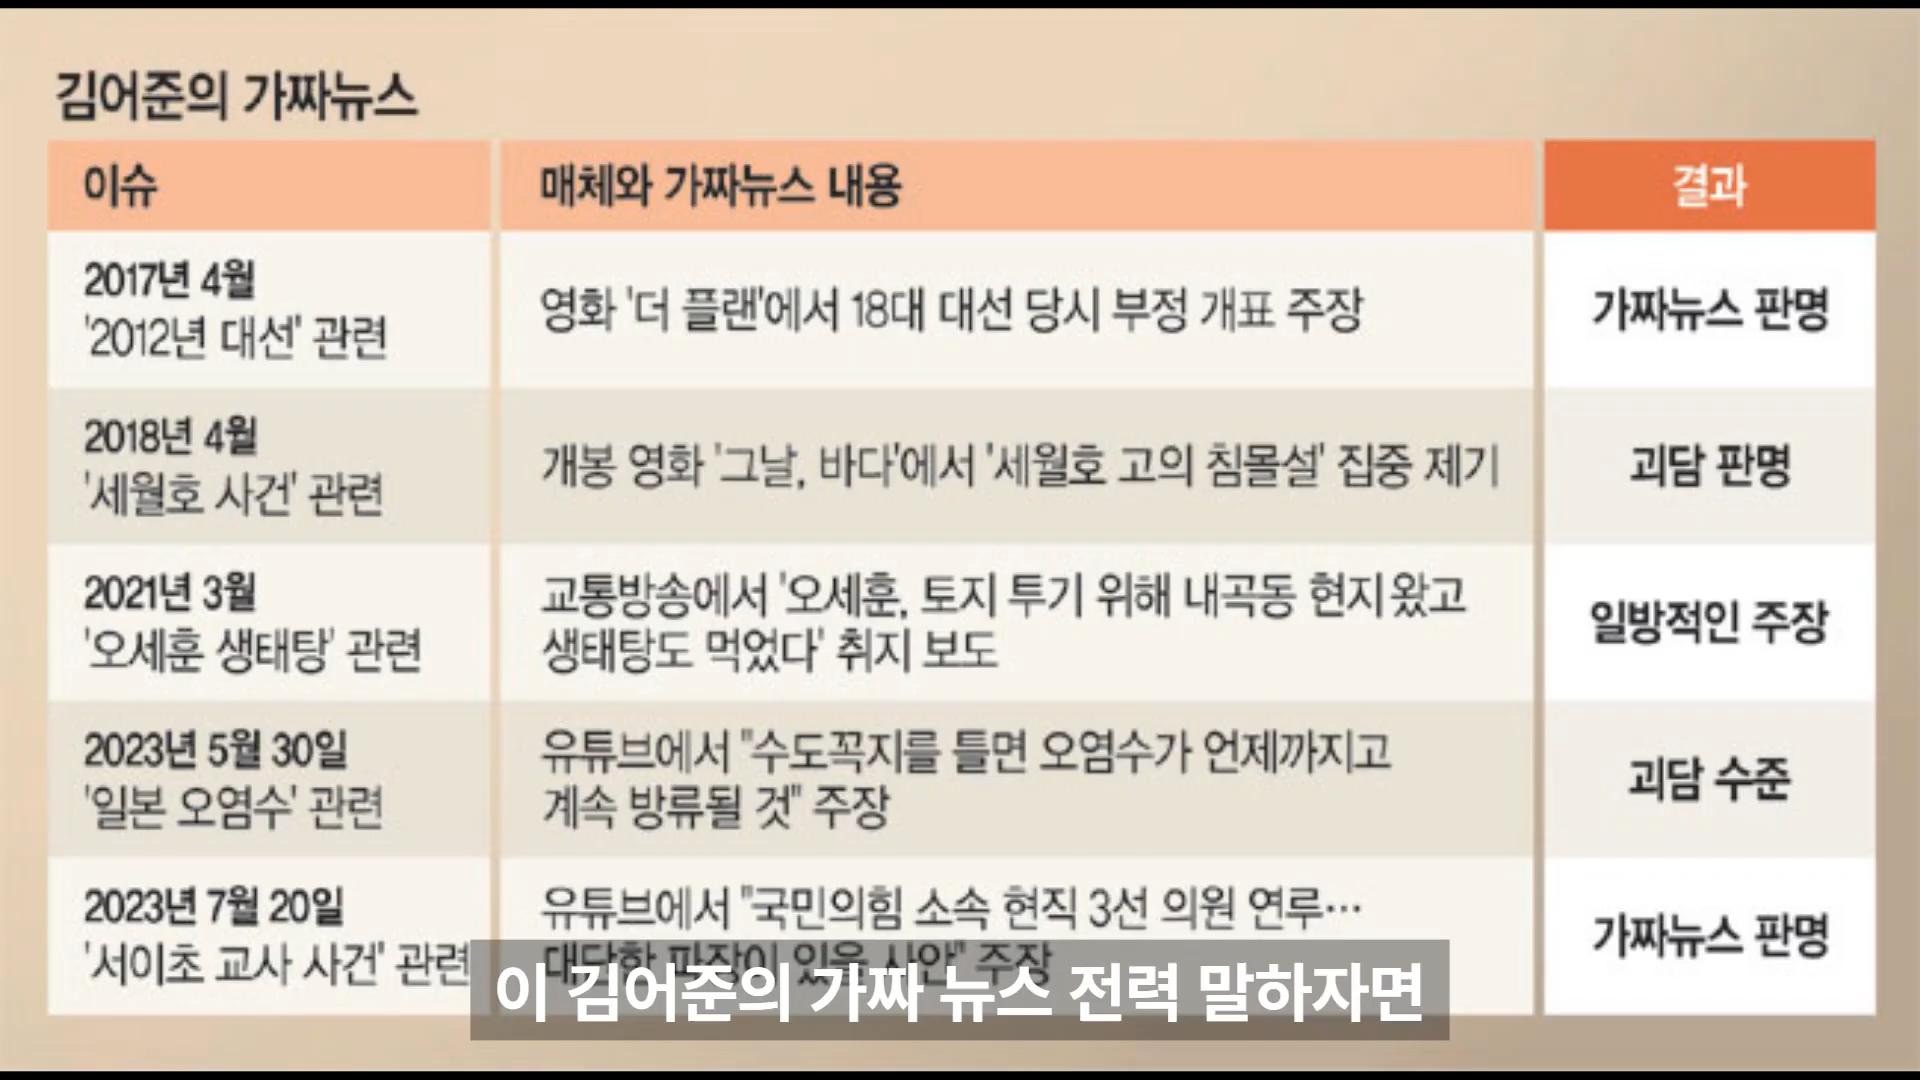 김어준의 가짜뉴스
이슈
매체와 가짜뉴스 내용
결과
2017년 4월
'2012년 대선' 관련
영화 '더 플랜'에서 18대 대선 당시 부정 개표 주장
가짜뉴스 판명
2018년 4월
'세월호 사건' 관련
개봉 영화 '그날, 바다'에서 '세월호 고의 침몰설' 집중 제기
괴담 판명
2021년 3월
'오세훈 생태탕' 관련
교통방송에서 '오세훈, 토지 투기 위해 내곡동 현지 왔고
생태탕도 먹었다' 취지 보도
일방적인 주장
2023년 5월 30일
'일본 오염수' 관련
유튜브에서 "수도꼭지를 틀면 오염수가 언제까지고
계속 방류될 것" 주장
괴담 수준
2023년 7월 20일
'서이초 교사 사건' 관련
유튜브에서 "국민의힘 소속 현직 3선 의원 연루…
대단한 파장이 있을 사안" 주장
가짜뉴스 판명
이 김어준의 가짜 뉴스 전력 말하자면